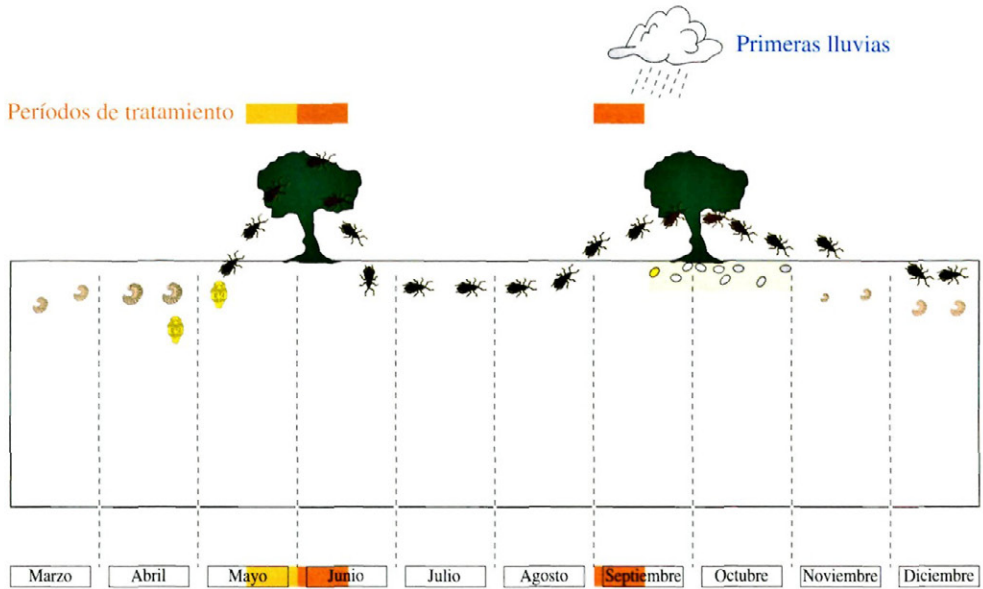 Primeras lluvias
Períodos de tratamiento
Marzo
Abril
Mayo
Junio
Julio
Agosto
Septiembre
Octubre
Noviembre
Diciembre